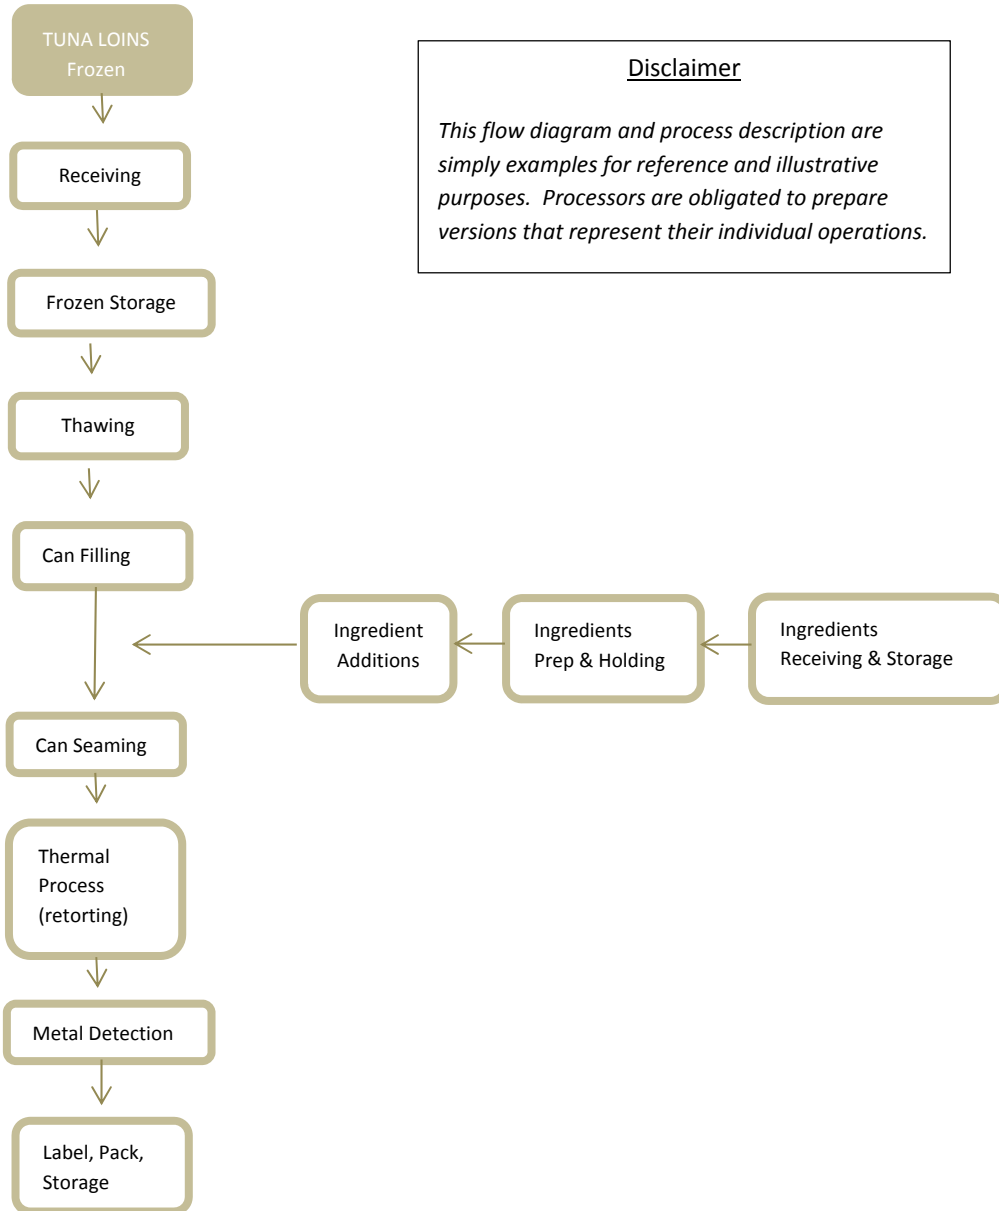 TUNA LOINS
Frozen
Disclaimer
This flow diagram and process description are
simply examples for reference and illustrative
purposes.  Processors are obligated to prepare
versions that represent their individual operations.
Receiving
Frozen Storage
Thawing
Can Filling
Ingredient
Additions
Ingredients
Prep & Holding
Ingredients
Receiving & Storage
Can Seaming
Thermal
Process
(retorting)
Metal Detection
Label, Pack,
Storage